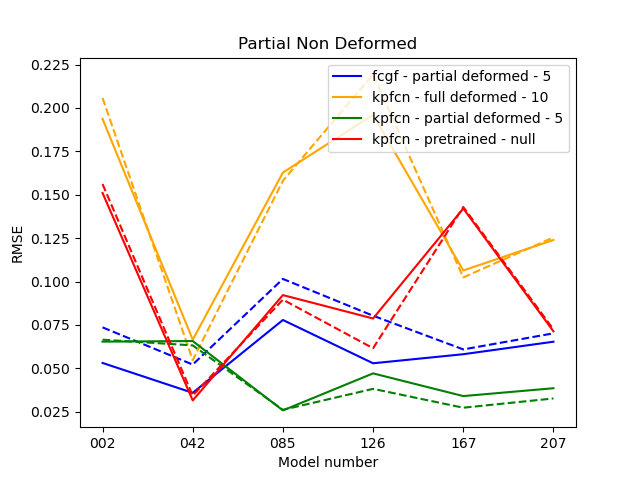 Partial Non Deformed
0.225
0.200
0.175
0.150
0.125
0.100
0.075
0.050
0.025
RMSE
fcgf - partial deformed - 5
kpfcn - full deformed - 10
kpfcn - partial deformed - 5
kpfcn - pretrained - null
002 042 085 126 167 207
Model number